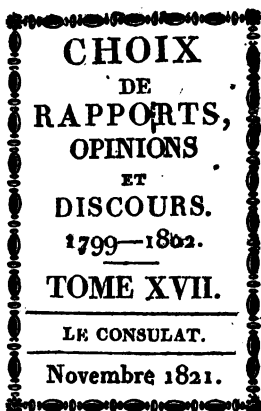 CHOIX
DE
RAPPORTS,
OPINIONS
ET
DISCOURS.
1799—1802.
TOME XVII.
LE CONSULAT.
Novembre 1821.